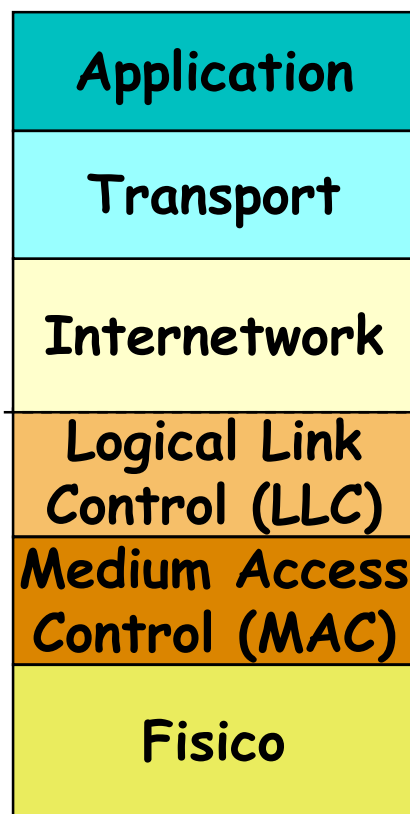 Application
Transport
Internetwork
Logical Link
Control (LLC)
Medium Access
Control (MAC)
Fisico